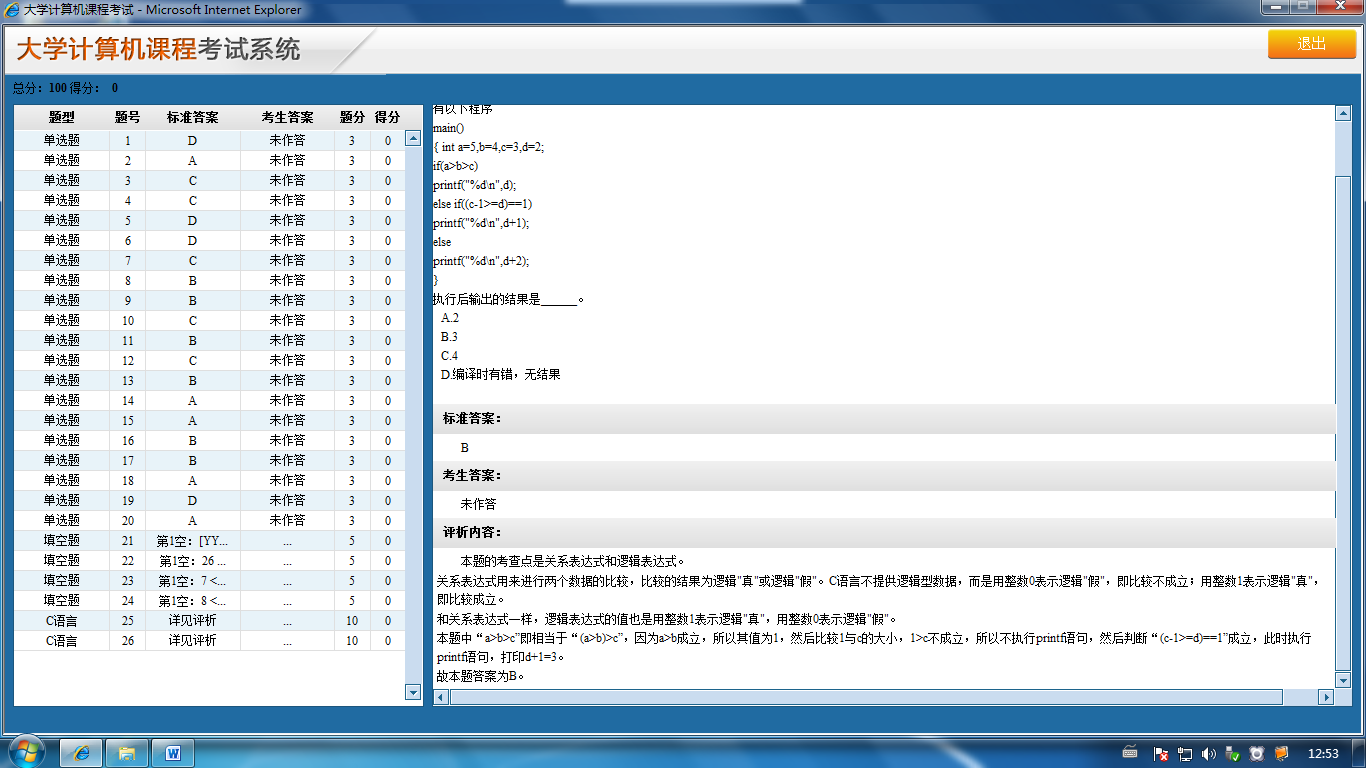 大学计算机课程考试 - Microsoft Internet Explorer
大学计算机课程考试系统
退出
总分：100 得分： 0
题型 题号 标准答案 考生答案 题分 得分
单选题 1 D 未作答 3 0
单选题 2 A 未作答 3 0
单选题 3 C 未作答 3 0
单选题 4 C 未作答 3 0
单选题 5 D 未作答 3 0
单选题 6 D 未作答 3 0
单选题 7 C 未作答 3 0
单选题 8 B 未作答 3 0
单选题 9 B 未作答 3 0
单选题 10 C 未作答 3 0
单选题 11 B 未作答 3 0
单选题 12 C 未作答 3 0
单选题 13 B 未作答 3 0
单选题 14 A 未作答 3 0
单选题 15 A 未作答 3 0
单选题 16 B 未作答 3 0
单选题 17 B 未作答 3 0
单选题 18 A 未作答 3 0
单选题 19 D 未作答 3 0
单选题 20 A 未作答 3 0
填空题 21 第1空：[YY... ... 5 0
填空题 22 第1空：26 ... ... 5 0
填空题 23 第1空：7 <... ... 5 0
填空题 24 第1空：8 <... ... 5 0
C语言 25 详见评析 ... 10 0
C语言 26 详见评析 ... 10 0
有以下程序
main()
{ int a=5,b=4,c=3,d=2;
if(a>b>c)
printf("%d\n",d);
else if((c-1>=d)==1)
printf("%d\n",d+1);
else
printf("%d\n",d+2);
}
执行后输出的结果是______。
A.2
B.3
C.4
D.编译时有错，无结果
标准答案：
B
考生答案：
未作答
评析内容：
本题的考查点是关系表达式和逻辑表达式。
关系表达式用来进行两个数据的比较，比较的结果为逻辑"真"或逻辑"假"。C语言不提供逻辑型数据，而是用整数0表示逻辑"假"，即比较不成立；用整数1表示逻辑"真"，
即比较成立。
和关系表达式一样，逻辑表达式的值也是用整数1表示逻辑"真"，用整数0表示逻辑"假"。
本题中“a>b>c”即相当于“(a>b)>c”，因为a>b成立，所以其值为1，然后比较1与c的大小，1>c不成立，所以不执行printf语句，然后判断“(c-1>=d)==1”成立，此时执行
printf语句，打印d+1=3。
故本题答案为B。
12:53